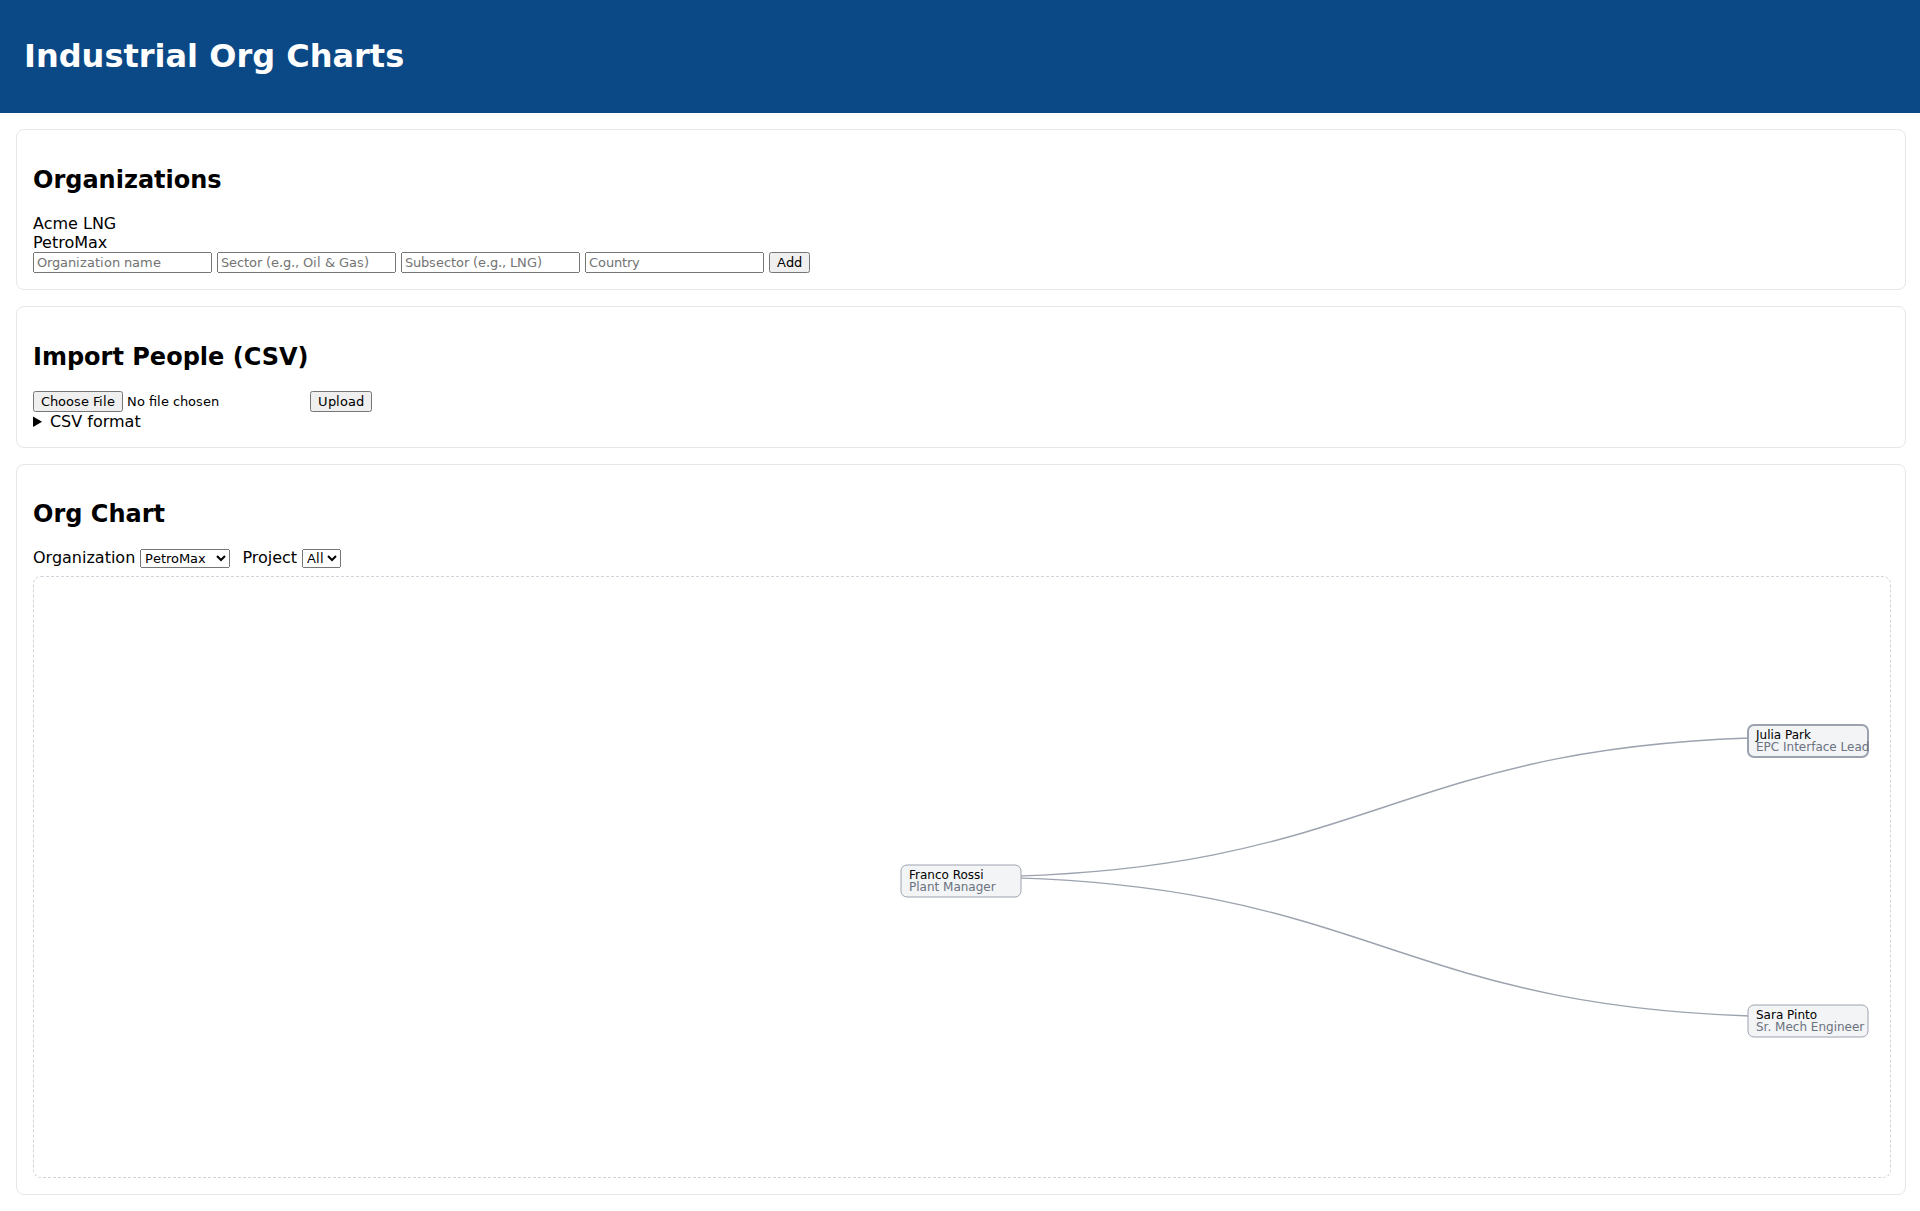 Industrial Org Charts
Organizations
Acme LNG
PetroMax
Organization name Sector (e.g., Oil & Gas) Subsector (e.g., LNG) Country Add
Import People (CSV)
Choose File No file chosen Upload
CSV format
Org Chart
Organization PetroMax Project All
Julia Park
EPC Interface Lead
Franco Rossi
Plant Manager
Sara Pinto
Sr. Mech Engineer